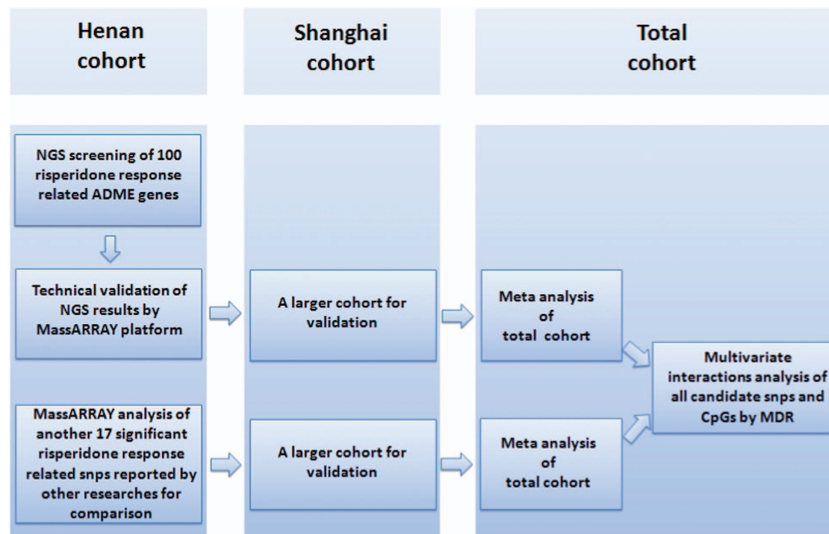 Henan
cohort
Shanghai
cohort
Total
cohort
NGS screening of 100
risperidone response
related ADME genes
Technical validation of
NGS results by
MassARRAY platform
A larger cohort for
validation
Meta analysis
of
total cohort
Multivariate
interactions analysis of
all candidate snps and
CpGs by MDR
MassARRAY analysis of
another 17 significant
risperidone response
related snps reported by
other researches for
comparison
A larger cohort for
validation
Meta analysis
of
total cohort